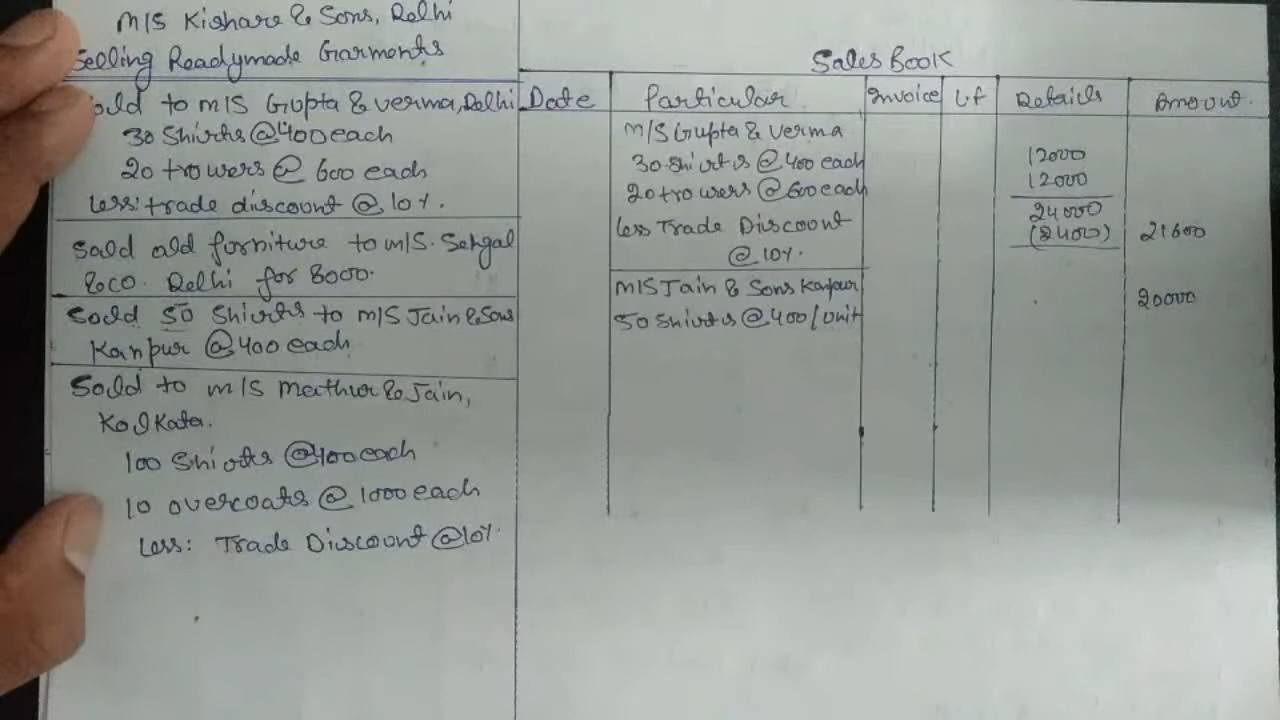 M/S Kishore & Sons, Delhi
Selling Readymade Garments
Sold to M/S Gupta & Verma, Delhi
30 Shirts @ 400 each
20 trowers @ 600 each
Less: trade discount @ 10%.
Sold old forniture to M/S. Sehgal
& co. Delhi for 8000.
Sold 50 Shirts to M/S Jain & Sons
Kanpur @ 400 each
Sold to M/S Mathur & Jain,
Kolkata.
100 Shirts @ 400 each
10 overcoats @ 1000 each
Less: Trade Discount @ 10%.
Sales Book
Date Particular Invoice Lf Details Amount.
M/S Gupta & Verma
30 Shirts @ 400 each 12000
20 trowers @ 600 each 12000
24000
Less Trade Discount (2400) 21600
@ 10%.
M/S Jain & Sons Kanpur 20000
50 Shirts @ 400/Unit